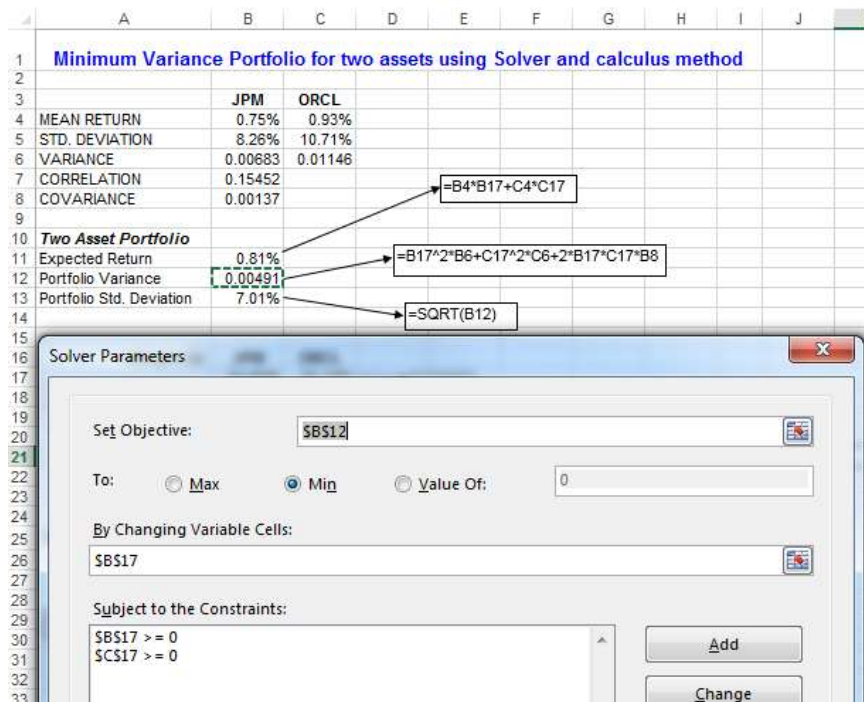 A B C D E F G H I J
1 Minimum Variance Portfolio for two assets using Solver and calculus method
2
3 JPM ORCL
4 MEAN RETURN 0.75% 0.93%
5 STD. DEVIATION 8.26% 10.71%
6 VARIANCE 0.00683 0.01146
7 CORRELATION 0.15452
=B4*B17+C4*C17
8 COVARIANCE 0.00137
9
10 Two Asset Portfolio
11 Expected Return 0.81% =B17^2*B6+C17^2*C6+2*B17*C17*B8
12 Portfolio Variance 0.00491
13 Portfolio Std. Deviation 7.01%
14 =SQRT(B12)
15
16 Solver Parameters JPM ORCL
17
18
19 Set Objective: $B$12
20
21
22 To: Max Min Value Of: 0
23
24
25 By Changing Variable Cells:
26 $B$17
27
28
29 Subject to the Constraints:
30 $B$17 >= 0 Add
31 $C$17 >= 0
32
33 Change